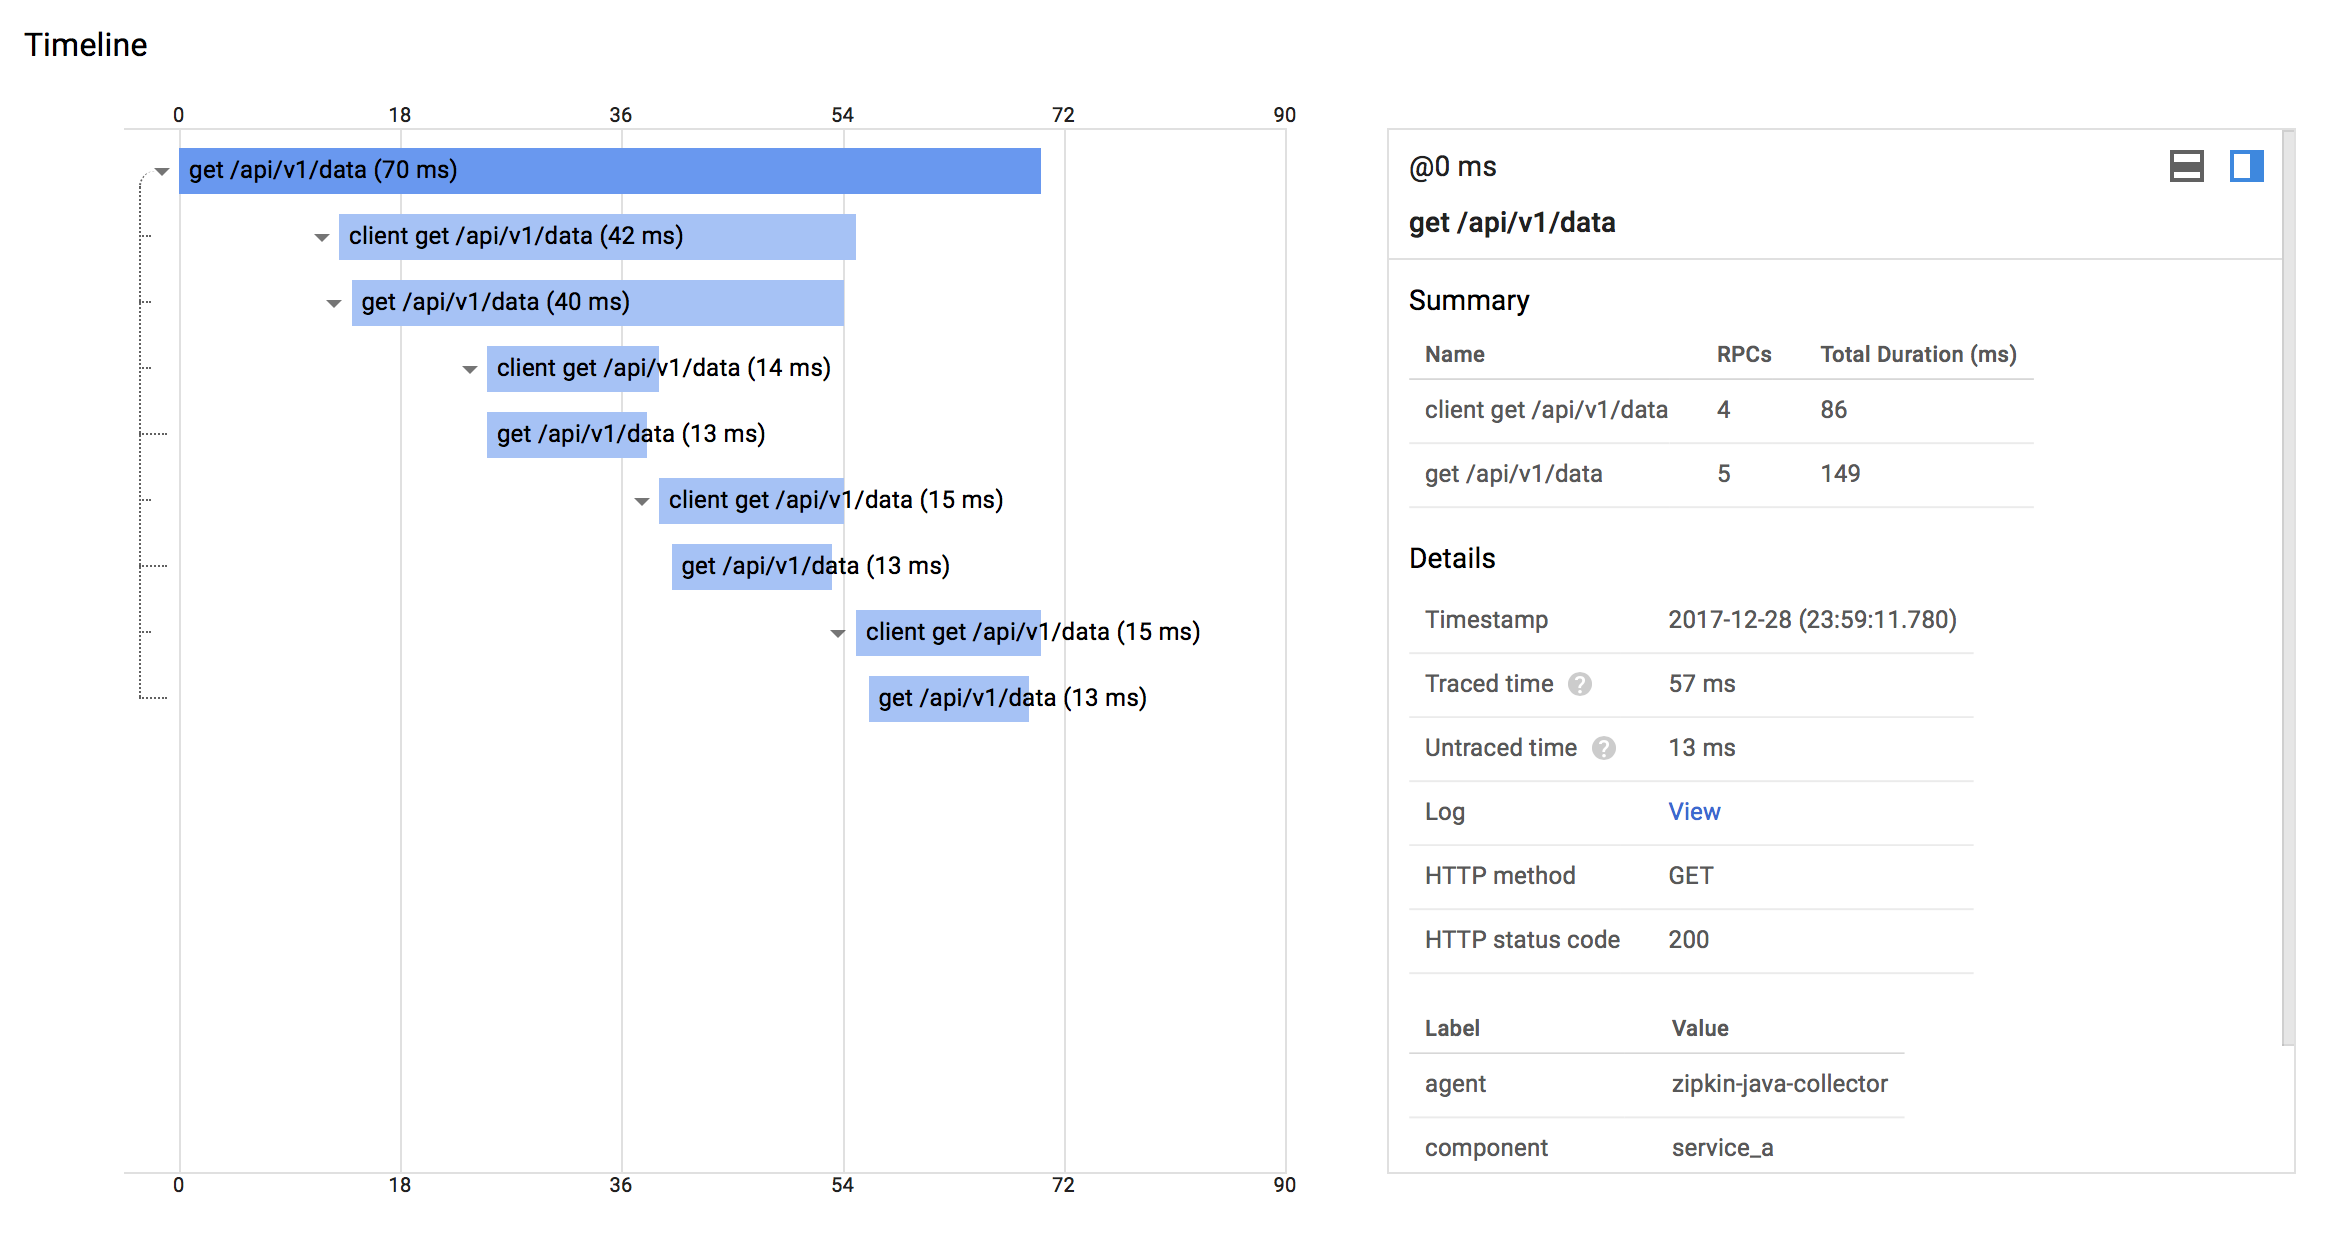 Timeline
0 18 36 54 72 90
get /api/v1/data (70 ms)
client get /api/v1/data (42 ms)
get /api/v1/data (40 ms)
client get /api/v1/data (14 ms)
get /api/v1/data (13 ms)
client get /api/v1/data (15 ms)
get /api/v1/data (13 ms)
client get /api/v1/data (15 ms)
get /api/v1/data (13 ms)
0 18 36 54 72 90
@0 ms
get /api/v1/data
Summary
Name RPCs Total Duration (ms)
client get /api/v1/data 4 86
get /api/v1/data 5 149
Details
Timestamp 2017-12-28 (23:59:11.780)
Traced time ? 57 ms
Untraced time ? 13 ms
Log View
HTTP method GET
HTTP status code 200
Label Value
agent zipkin-java-collector
component service_a